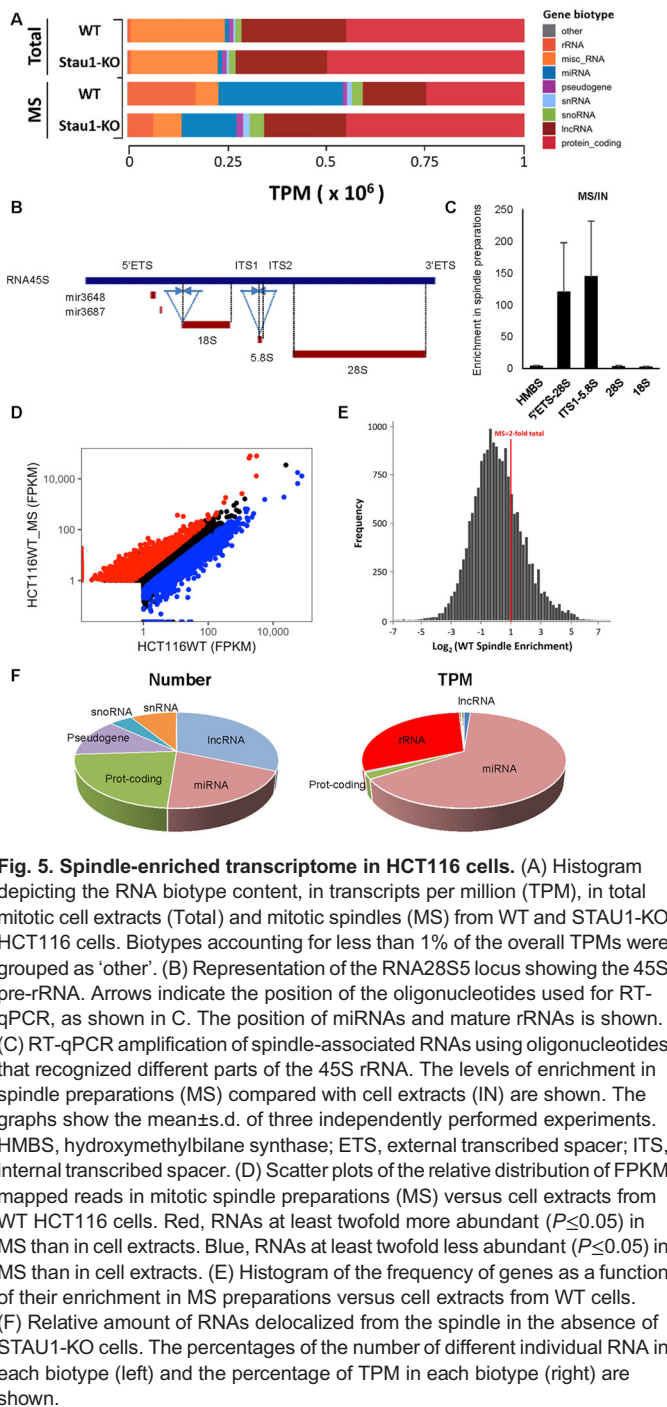 A
Total
WT
Stau1-KO
MS
WT
Stau1-KO
0
0.25
0.5
0.75
1
TPM ( x 10⁶)
Gene biotype
other
rRNA
misc_RNA
miRNA
pseudogene
snRNA
snoRNA
lncRNA
protein_coding
B
5'ETS
ITS1
ITS2
3'ETS
RNA45S
mir3648
mir3687
18S
5.8S
28S
C
MS/IN
Enrichment in spindle preparations
250
200
150
100
50
0
HMBS
5'ETS-28S
ITS1-5.8S
28S
18S
D
HCT116WT_MS (FPKM)
10,000
100
1
1
100
10,000
HCT116WT (FPKM)
E
MS=2-fold total
Frequency
1000
750
500
250
0
-7
-5
-3
-1
1
3
5
7
Log₂ (WT Spindle Enrichment)
F
Number
snoRNA
snRNA
Pseudogene
lncRNA
Prot-coding
miRNA
TPM
lncRNA
rRNA
miRNA
Prot-coding
Fig. 5. Spindle-enriched transcriptome in HCT116 cells. (A) Histogram
depicting the RNA biotype content, in transcripts per million (TPM), in total
mitotic cell extracts (Total) and mitotic spindles (MS) from WT and STAU1-KO
HCT116 cells. Biotypes accounting for less than 1% of the overall TPMs were
grouped as ‘other’. (B) Representation of the RNA28S5 locus showing the 45S
pre-rRNA. Arrows indicate the position of the oligonucleotides used for RT-
qPCR, as shown in C. The position of miRNAs and mature rRNAs is shown.
(C) RT-qPCR amplification of spindle-associated RNAs using oligonucleotides
that recognized different parts of the 45S rRNA. The levels of enrichment in
spindle preparations (MS) compared with cell extracts (IN) are shown. The
graphs show the mean±s.d. of three independently performed experiments.
HMBS, hydroxymethylbilane synthase; ETS, external transcribed spacer; ITS,
internal transcribed spacer. (D) Scatter plots of the relative distribution of FPKM
mapped reads in mitotic spindle preparations (MS) versus cell extracts from
WT HCT116 cells. Red, RNAs at least twofold more abundant (P≤0.05) in
MS than in cell extracts. Blue, RNAs at least twofold less abundant (P≤0.05) in
MS than in cell extracts. (E) Histogram of the frequency of genes as a function
of their enrichment in MS preparations versus cell extracts from WT cells.
(F) Relative amount of RNAs delocalized from the spindle in the absence of
STAU1-KO cells. The percentages of the number of different individual RNA in
each biotype (left) and the percentage of TPM in each biotype (right) are
shown.